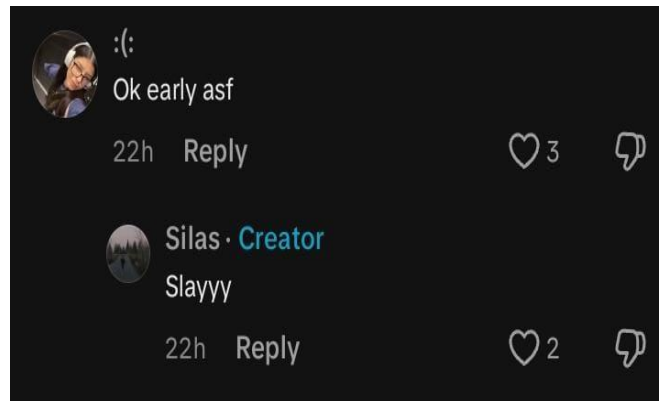 :(:
Ok early asf
22h Reply 3
Silas · Creator
Slayyy
22h Reply 2